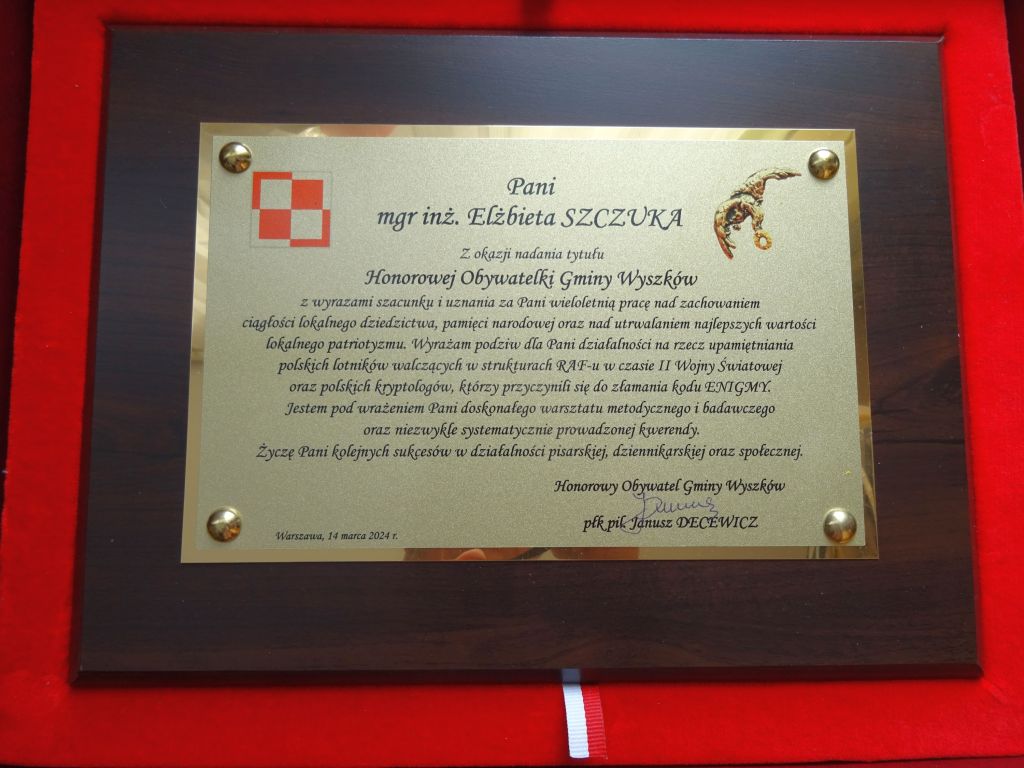 Pani
mgr inż. Elżbieta SZCZUKA
Z okazji nadania tytułu
Honorowej Obywatelki Gminy Wyszków
z wyrazami szacunku i uznania za Pani wieloletnią pracę nad zachowaniem
ciągłości lokalnego dziedzictwa, pamięci narodowej oraz nad utrwalaniem najlepszych wartości
lokalnego patriotyzmu. Wyrażam podziw dla Pani działalności na rzecz upamiętniania
polskich lotników walczących w strukturach RAF-u w czasie II Wojny Światowej
oraz polskich kryptologów, którzy przyczynili się do złamania kodu ENIGMY.
Jestem pod wrażeniem Pani doskonałego warsztatu metodycznego i badawczego
oraz niezwykle systematycznie prowadzonej kwerendy.
Życzę Pani kolejnych sukcesów w działalności pisarskiej, dziennikarskiej oraz społecznej.
Honorowy Obywatel Gminy Wyszków
płk pil. Janusz DECEWICZ
Warszawa, 14 marca 2024 r.